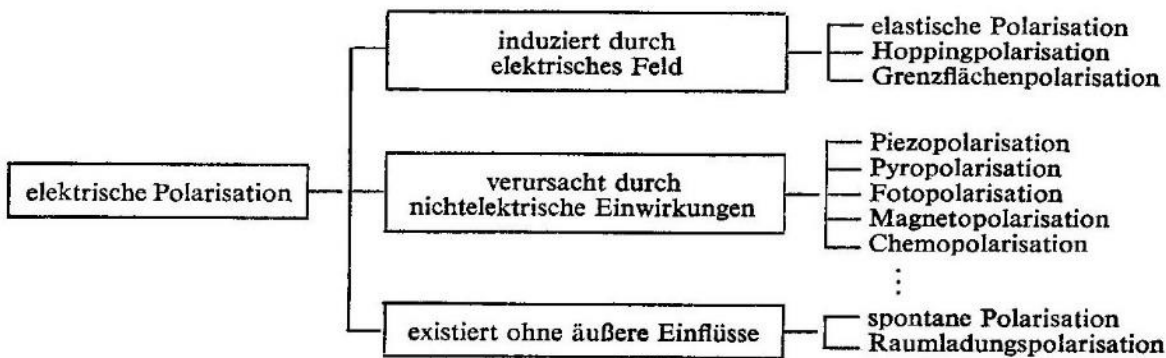 elektrische Polarisation
induziert durch
elektrisches Feld
elastische Polarisation
Hoppingpolarisation
Grenzflächenpolarisation
verursacht durch
nichtelektrische Einwirkungen
Piezopolarisation
Pyropolarisation
Fotopolarisation
Magnetopolarisation
Chemopolarisation
⋮
existiert ohne äußere Einflüsse
spontane Polarisation
Raumladungspolarisation